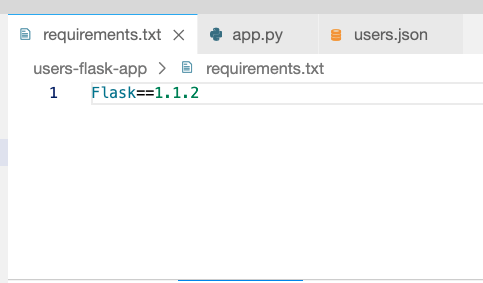 requirements.txt app.py users.json
users-flask-app > requirements.txt
1 Flask==1.1.2